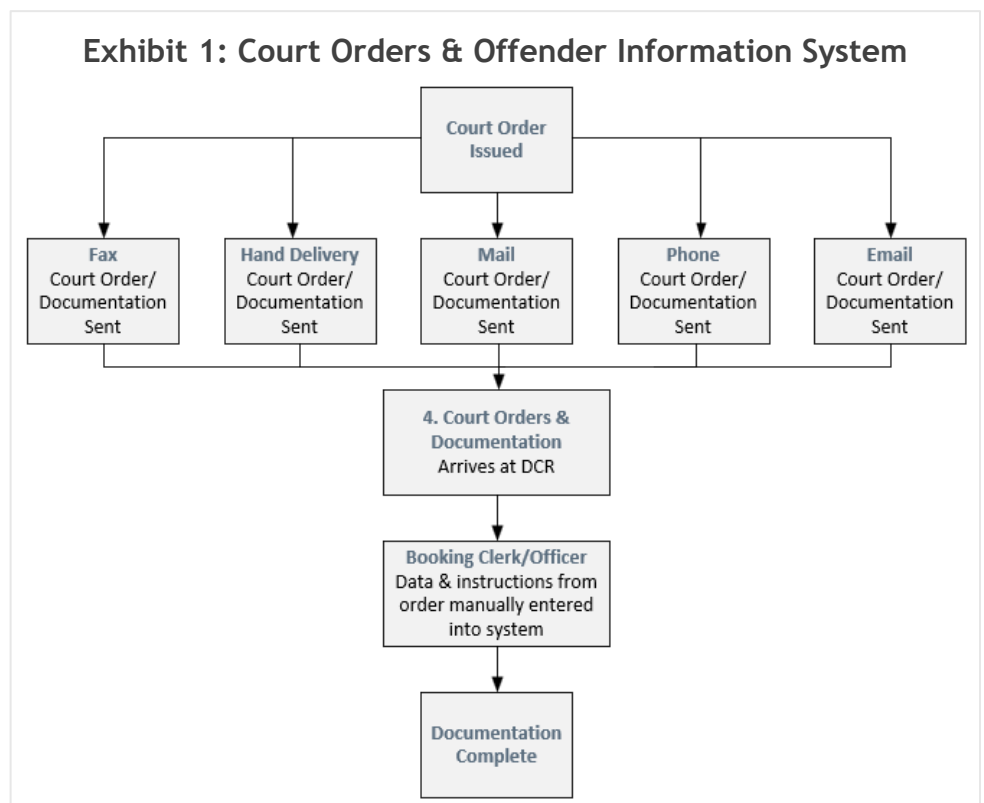 Exhibit 1: Court Orders & Offender Information System
Court Order
Issued
Fax
Court Order/
Documentation
Sent
Hand Delivery
Court Order/
Documentation
Sent
Mail
Court Order/
Documentation
Sent
Phone
Court Order/
Documentation
Sent
Email
Court Order/
Documentation
Sent
4. Court Orders &
Documentation
Arrives at DCR
Booking Clerk/Officer
Data & instructions from
order manually entered
into system
Documentation
Complete